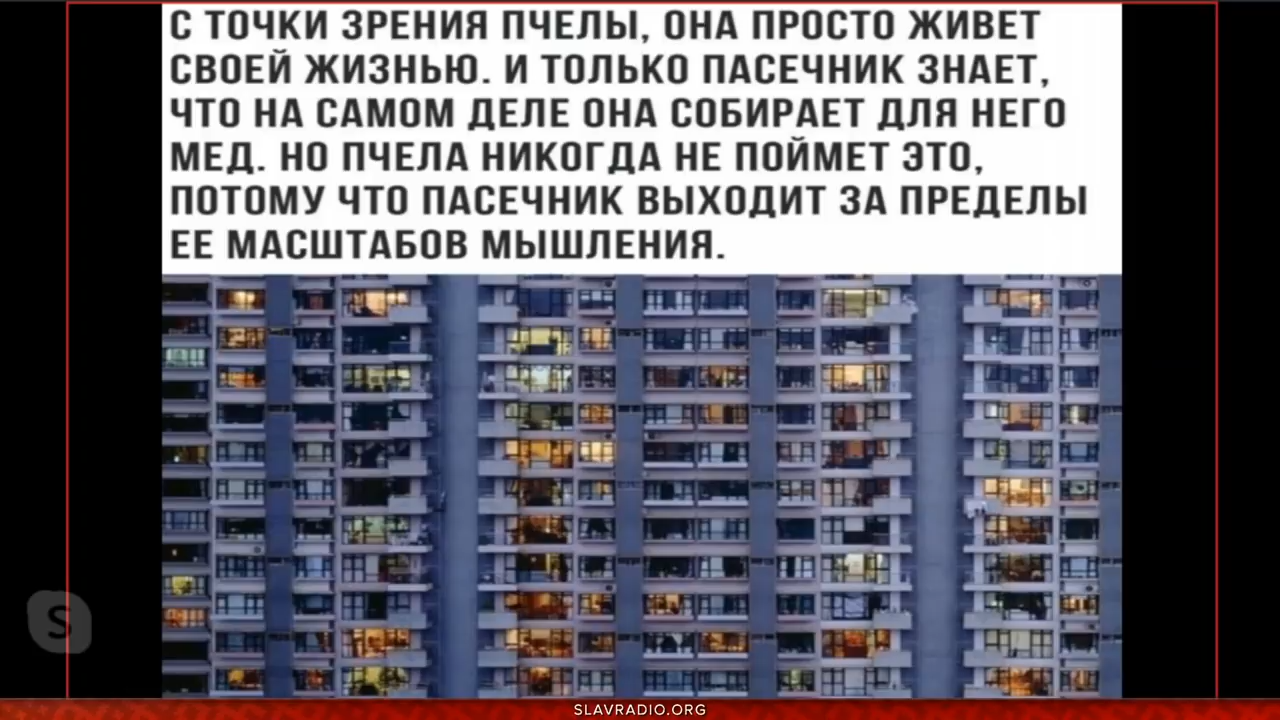 С ТОЧКИ ЗРЕНИЯ ПЧЕЛЫ, ОНА ПРОСТО ЖИВЕТ
СВОЕЙ ЖИЗНЬЮ. И ТОЛЬКО ПАСЕЧНИК ЗНАЕТ,
ЧТО НА САМОМ ДЕЛЕ ОНА СОБИРАЕТ ДЛЯ НЕГО
МЕД. НО ПЧЕЛА НИКОГДА НЕ ПОЙМЕТ ЭТО,
ПОТОМУ ЧТО ПАСЕЧНИК ВЫХОДИТ ЗА ПРЕДЕЛЫ
ЕЕ МАСШТАБОВ МЫШЛЕНИЯ.
S
SLAVRADIO.ORG